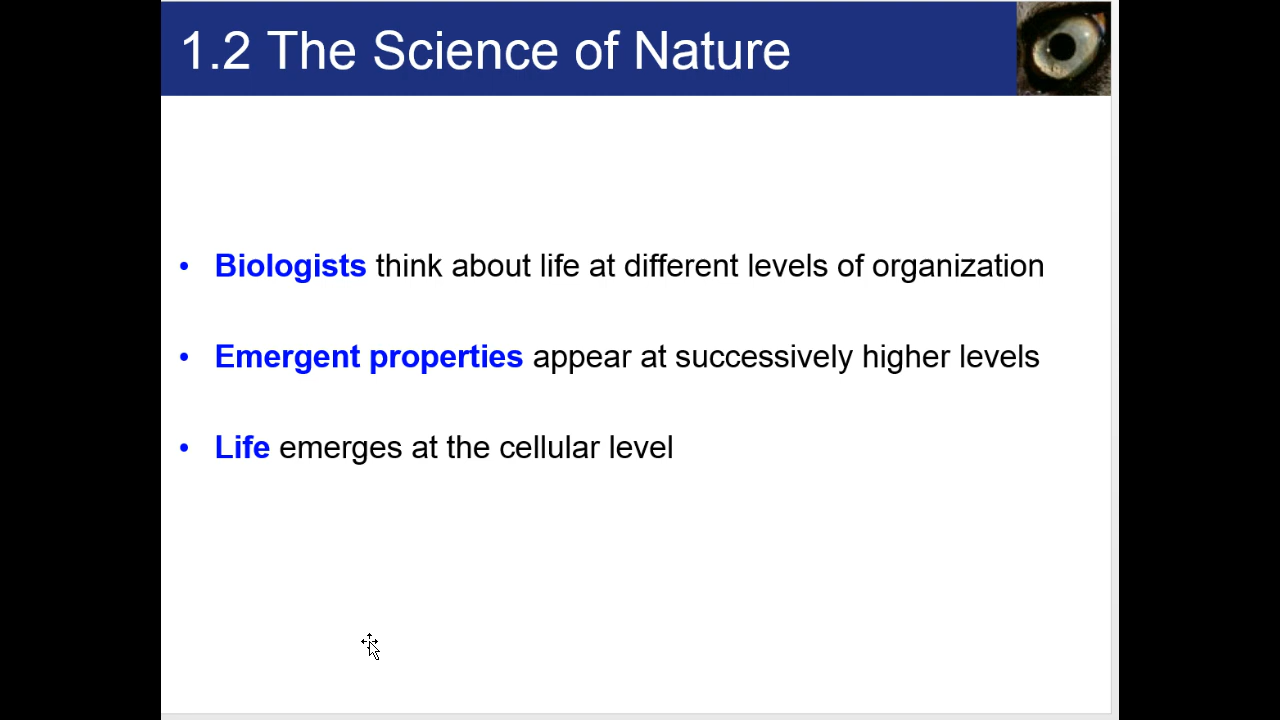 1.2 The Science of Nature
• Biologists think about life at different levels of organization
• Emergent properties appear at successively higher levels
• Life emerges at the cellular level